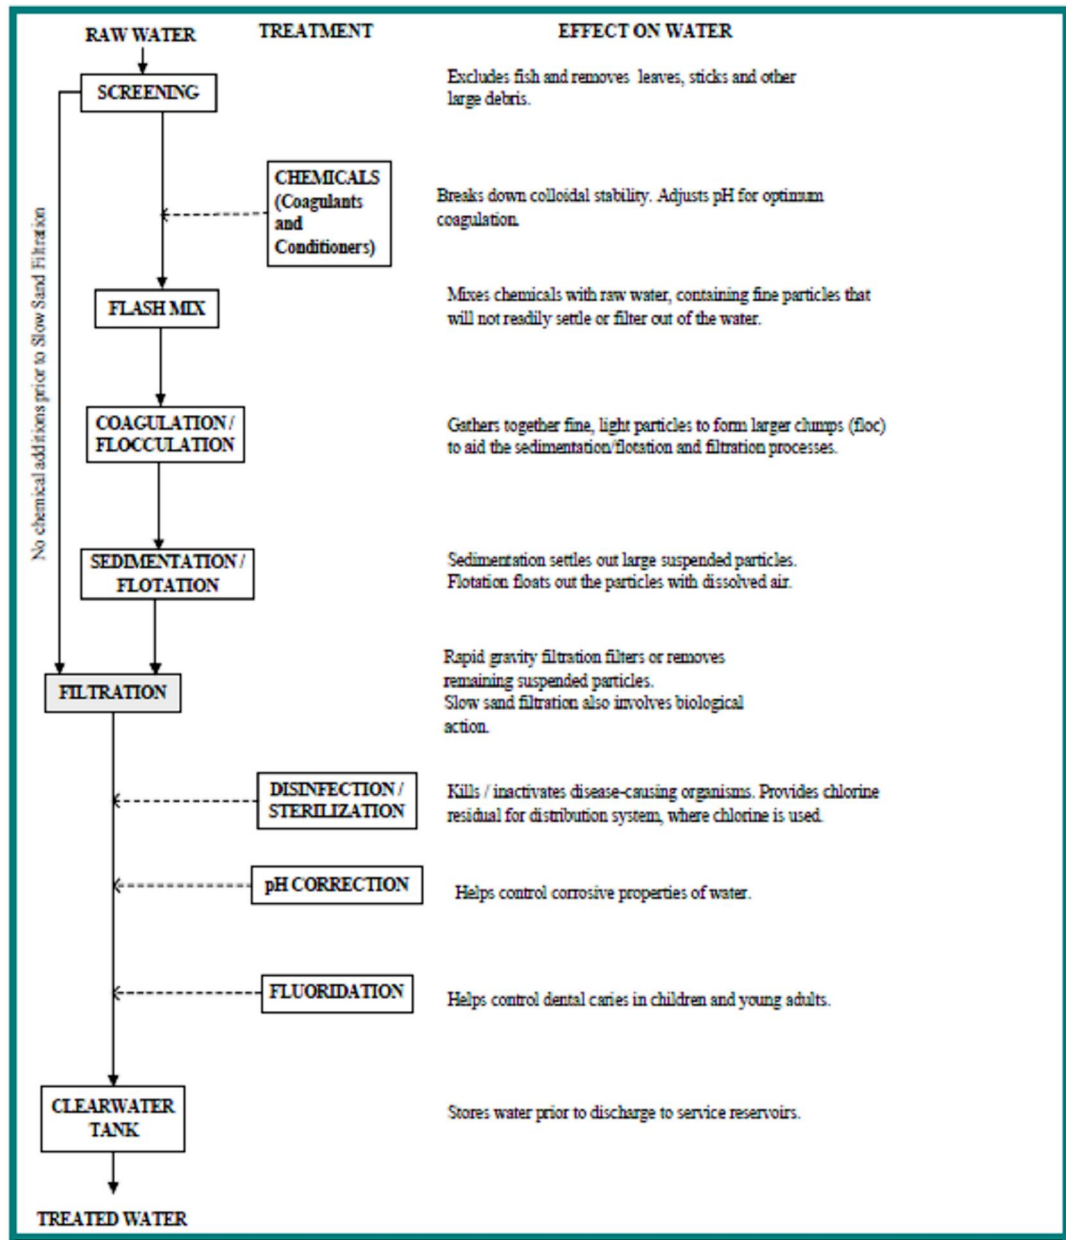 RAW WATER
TREATMENT
EFFECT ON WATER
SCREENING
Excludes fish and removes leaves, sticks and other
large debris.
No chemical additions prior to Slow Sand Filtration
CHEMICALS
(Coagulants
and
Conditioners)
Breaks down colloidal stability. Adjusts pH for optimum
coagulation.
FLASH MIX
Mixes chemicals with raw water, containing fine particles that
will not readily settle or filter out of the water.
COAGULATION /
FLOCCULATION
Gathers together fine, light particles to form larger clumps (floc)
to aid the sedimentation/flotation and filtration processes.
SEDIMENTATION /
FLOTATION
Sedimentation settles out large suspended particles.
Flotation floats out the particles with dissolved air.
FILTRATION
Rapid gravity filtration filters or removes
remaining suspended particles.
Slow sand filtration also involves biological
action.
DISINFECTION /
STERILIZATION
Kills / inactivates disease-causing organisms. Provides chlorine
residual for distribution system, where chlorine is used.
pH CORRECTION
Helps control corrosive properties of water.
FLUORIDATION
Helps control dental caries in children and young adults.
CLEARWATER
TANK
Stores water prior to discharge to service reservoirs.
TREATED WATER